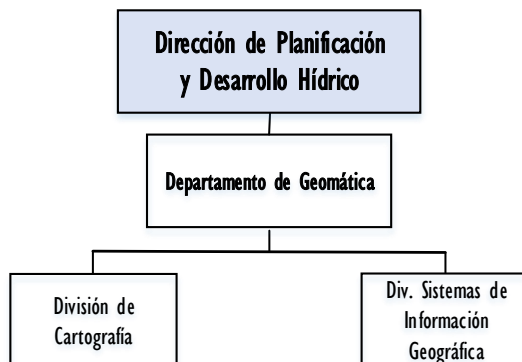 Dirección de Planificación
y Desarrollo Hídrico
Departamento de Geomática
División de
Cartografía
Div. Sistemas de
Información
Geográfica